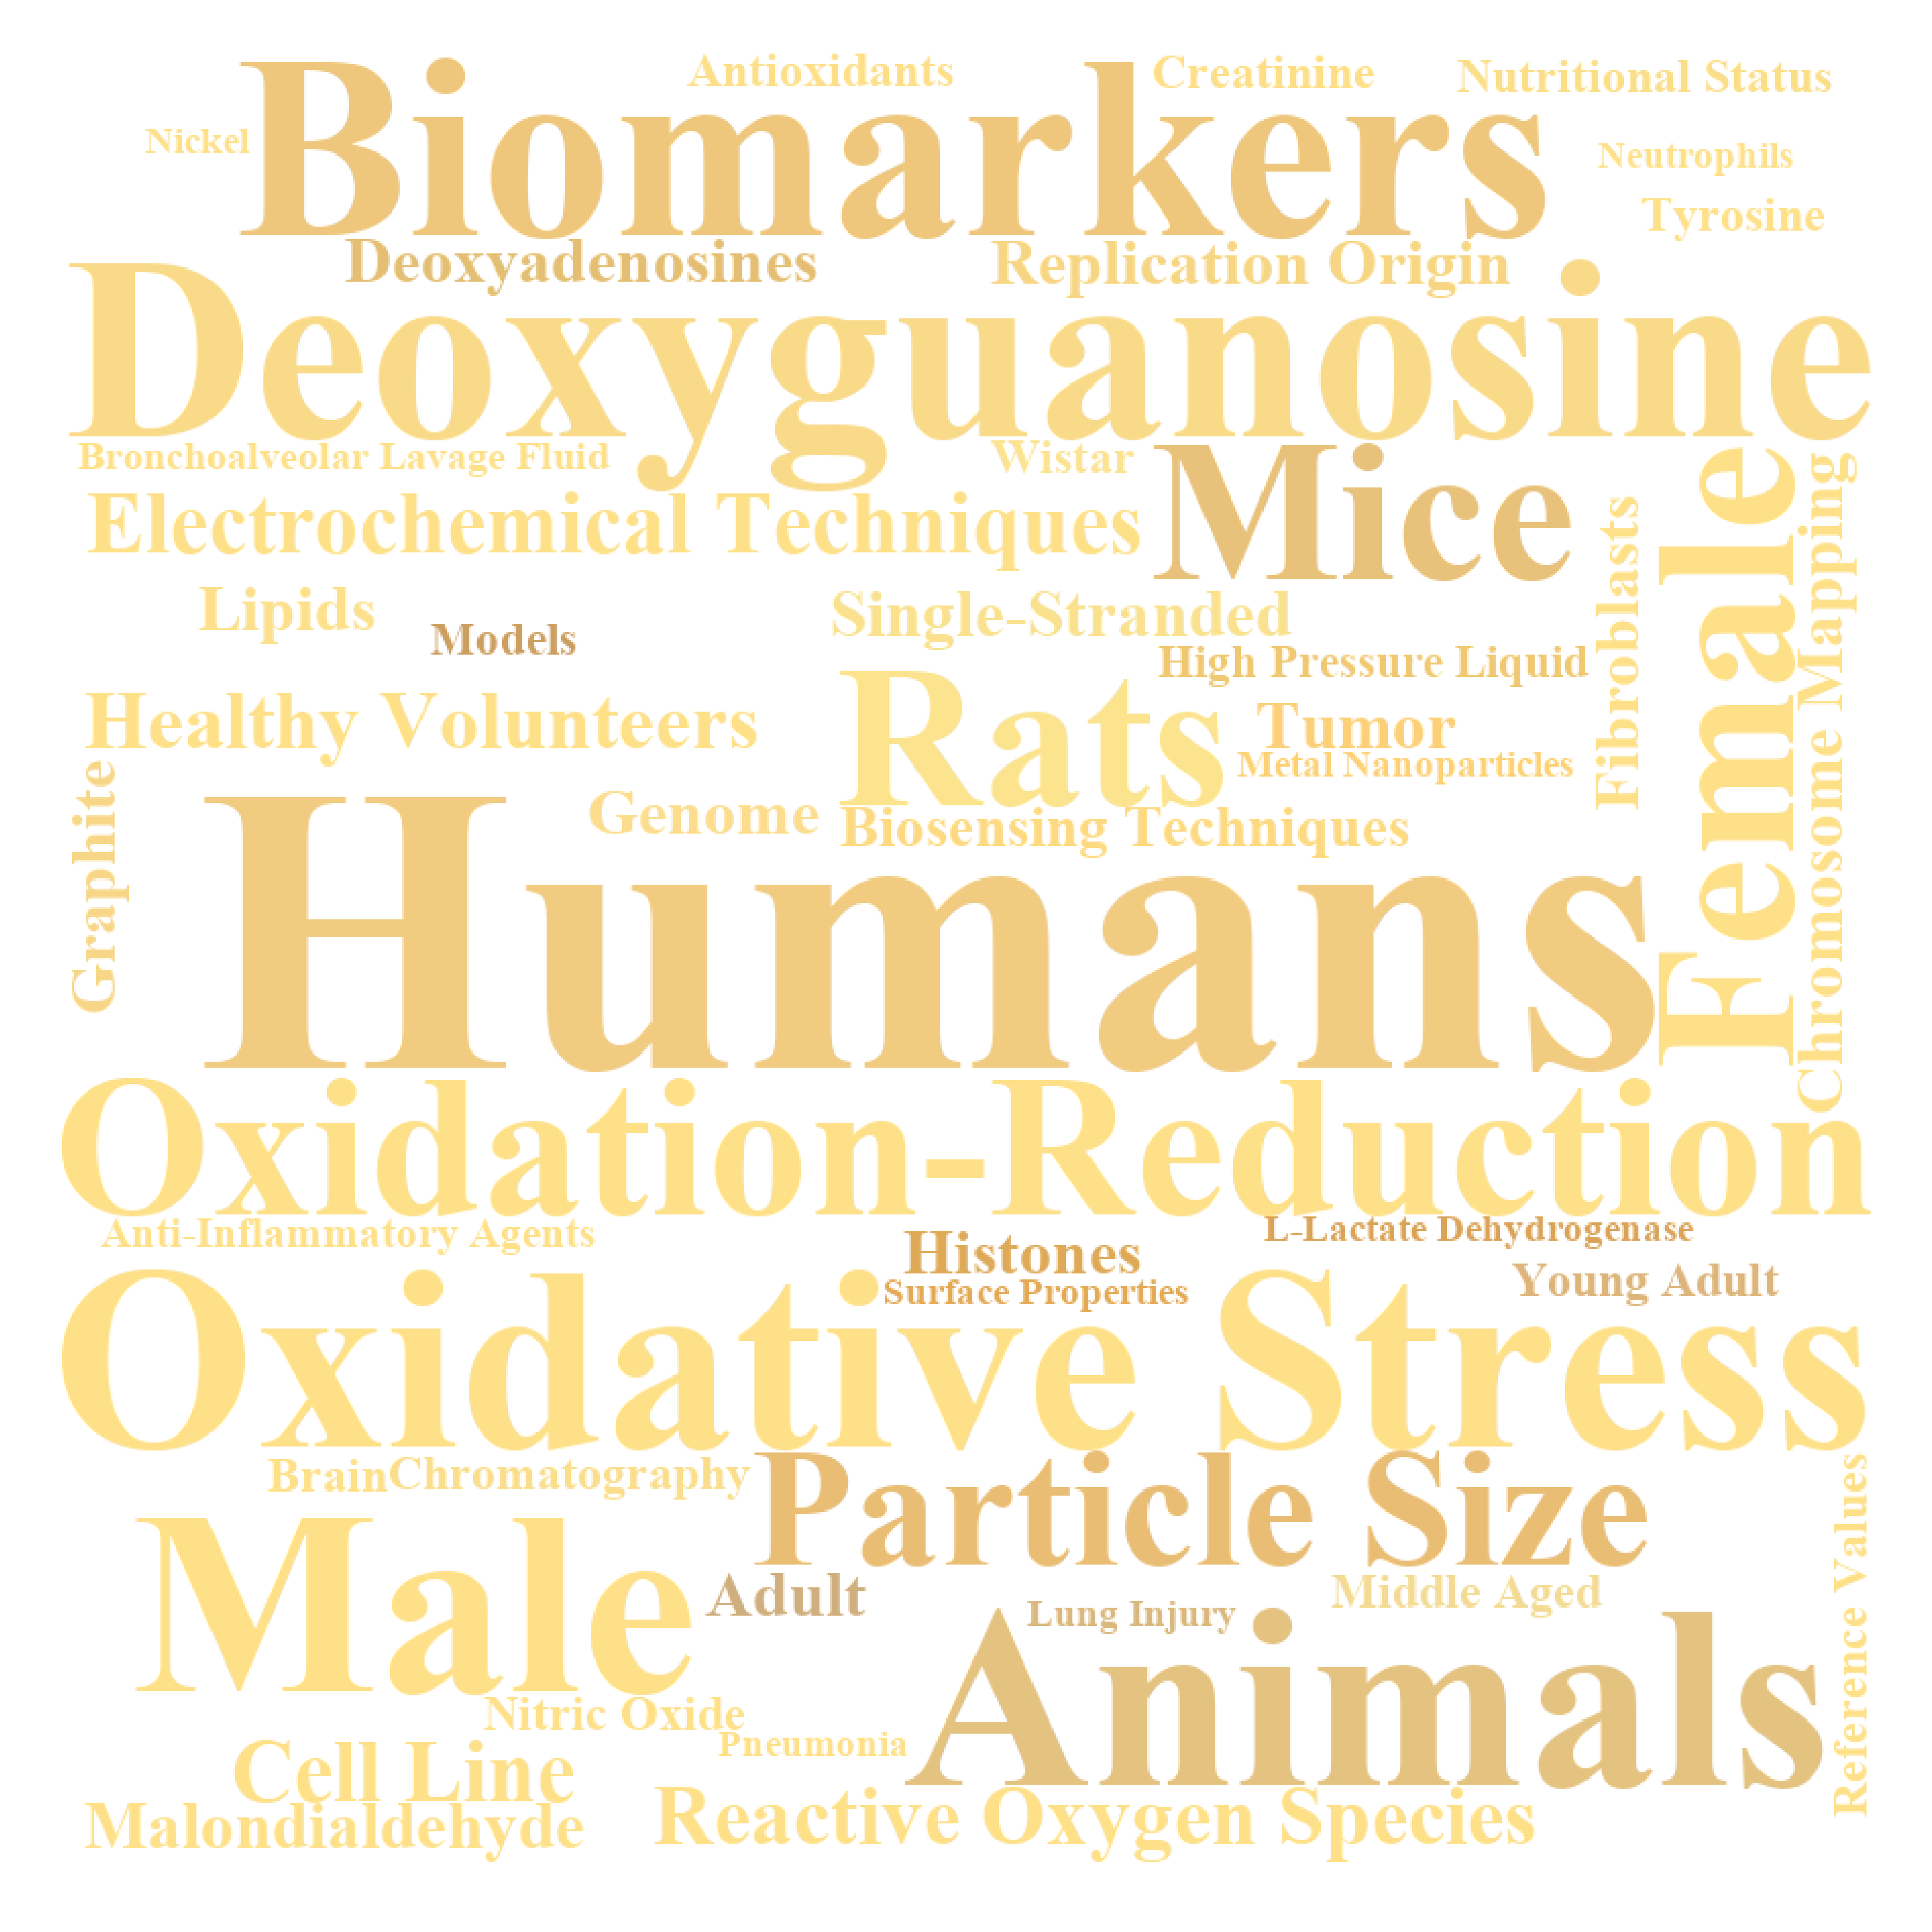 Antioxidants
Creatinine
Nutritional Status
Biomarkers
Nickel
Neutrophils
Tyrosine
Deoxyadenosines
Replication Origin
Deoxyguanosine
Bronchoalveolar Lavage Fluid
Wistar
Mice
Electrochemical Techniques
Female
Chromosome Mapping
Fibroblasts
Lipids
Models
Single-Stranded
High Pressure Liquid
Healthy Volunteers
Rats
Tumor
Metal Nanoparticles
Graphite
Genome
Biosensing Techniques
Humans
Oxidation-Reduction
Anti-Inflammatory Agents
Histones
L-Lactate Dehydrogenase
Surface Properties
Young Adult
Oxidative Stress
Brain
Chromatography
Particle Size
Reference Values
Male
Adult
Middle Aged
Lung Injury
Animals
Nitric Oxide
Pneumonia
Cell Line
Malondialdehyde
Reactive Oxygen Species